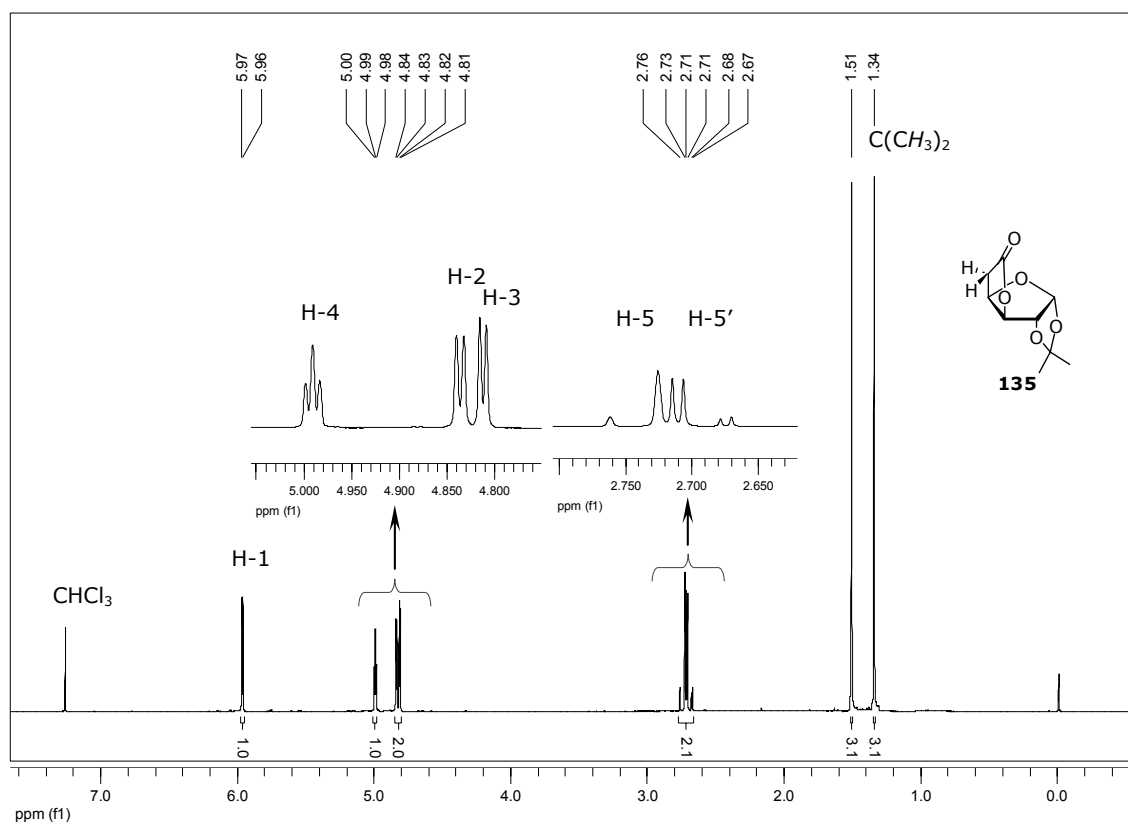 5.97
5.96
5.00
4.99
4.98
4.84
4.83
4.82
4.81
2.76
2.73
2.71
2.71
2.68
2.67
1.51
1.34
C(CH₃)₂
O
H
H
O
O
O
O
135
H-4
H-2
H-3
H-5
H-5′
5.000
4.950
4.900
4.850
4.800
ppm (f1)
2.750
2.700
2.650
ppm (f1)
H-1
CHCl₃
1.0
1.0
2.0
2.1
3.1
3.1
7.0
6.0
5.0
4.0
3.0
2.0
1.0
0.0
ppm (f1)